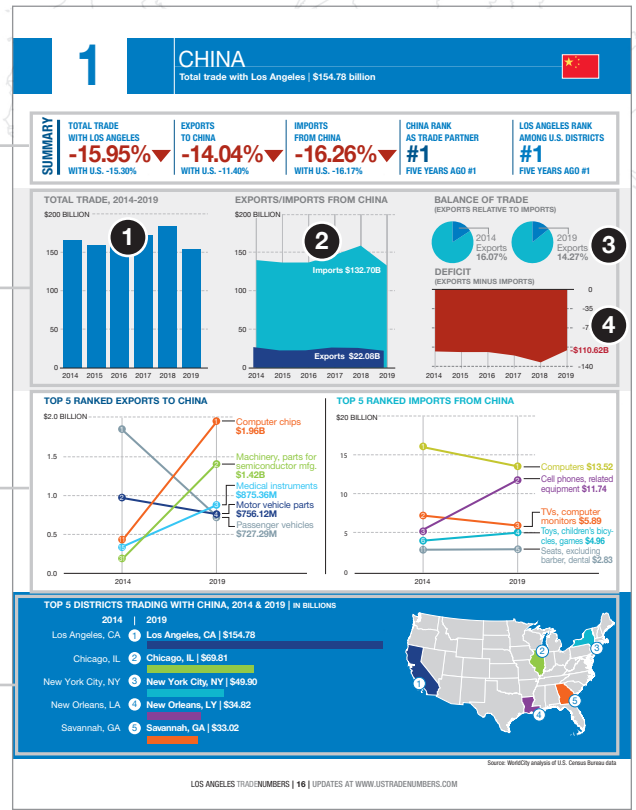 1
CHINA
Total trade with Los Angeles | $154.78 billion
SUMMARY
TOTAL TRADE
WITH LOS ANGELES
-15.95%
WITH U.S. -15.30%
EXPORTS
TO CHINA
-14.04%
WITH U.S. -11.40%
IMPORTS
FROM CHINA
-16.26%
WITH U.S. -16.17%
CHINA RANK
AS TRADE PARTNER
#1
FIVE YEARS AGO #1
LOS ANGELES RANK
AMONG U.S. DISTRICTS
#1
FIVE YEARS AGO #1
TOTAL TRADE, 2014-2019
$200 BILLION
150
100
50
0
2014 2015 2016 2017 2018 2019
1
EXPORTS/IMPORTS FROM CHINA
$200 BILLION
150
100
50
0
2
Imports $132.70B
Exports $22.08B
2014 2015 2016 2017 2018 2019
BALANCE OF TRADE
(EXPORTS RELATIVE TO IMPORTS)
2014
Exports
16.07%
2019
Exports
14.27%
3
DEFICIT
(EXPORTS MINUS IMPORTS)
0
-35
-7
4
-$110.62B
-140
2014 2015 2016 2017 2018 2019
TOP 5 RANKED EXPORTS TO CHINA
$2.0 BILLION
1.5
1.0
0.5
0.0
2014 2019
Computer chips
$1.96B
Machinery, parts for
semiconductor mfg.
$1.42B
Medical instruments
$875.36M
Motor vehicle parts
$756.12M
Passenger vehicles
$727.29M
TOP 5 RANKED IMPORTS FROM CHINA
$20 BILLION
15
10
5
0
2014 2019
Computers $13.52
Cell phones, related
equipment $11.74
TVs, computer
monitors $5.89
Toys, children's bicy-
cles, games $4.96
Seats, excluding
barber, dental $2.83
TOP 5 DISTRICTS TRADING WITH CHINA, 2014 & 2019 | IN BILLIONS
2014 | 2019
Los Angeles, CA 1 Los Angeles, CA | $154.78
Chicago, IL 2 Chicago, IL | $69.81
New York City, NY 3 New York City, NY | $49.90
New Orleans, LA 4 New Orleans, LY | $34.82
Savannah, GA 5 Savannah, GA | $33.02
1
2
3
4
5
Source: WorldCity analysis of U.S. Census Bureau data
LOS ANGELES TRADENUMBERS | 16 | UPDATES AT WWW.USTRADENUMBERS.COM